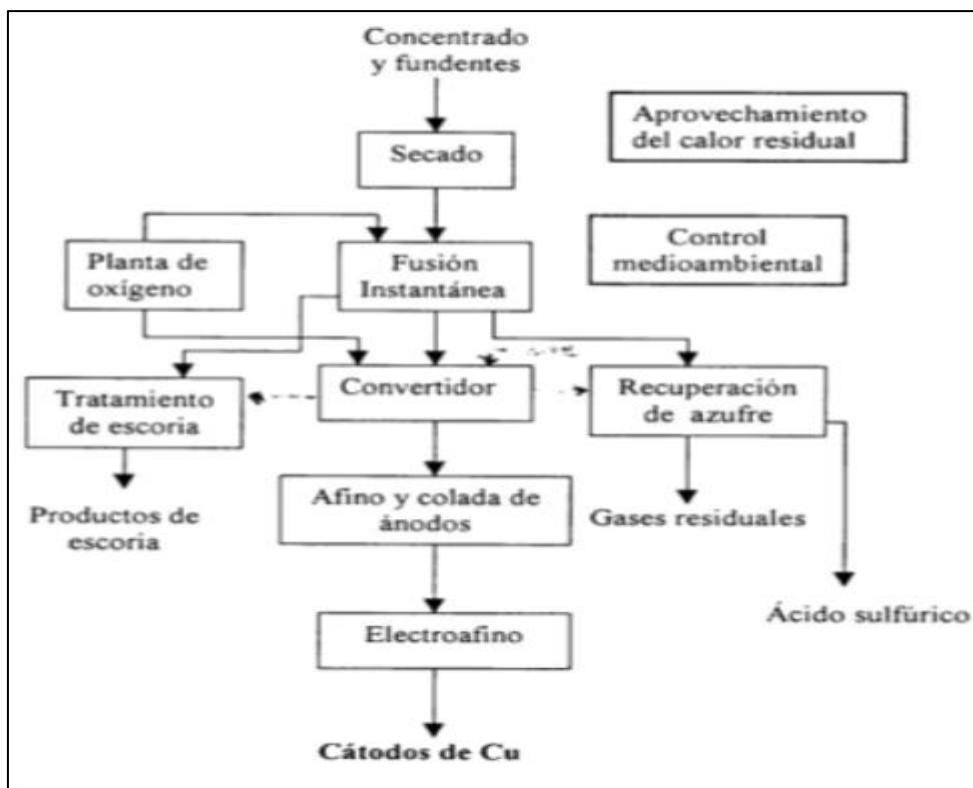 Concentrado
y fundentes
Aprovechamiento
del calor residual
Secado
Control
medioambiental
Planta de
oxígeno
Fusión
Instantánea
Tratamiento
de escoria
Convertidor
Recuperación
de azufre
Productos de
escoria
Afino y colada de
ánodos
Gases residuales
Electroafino
Ácido sulfúrico
Cátodos de Cu